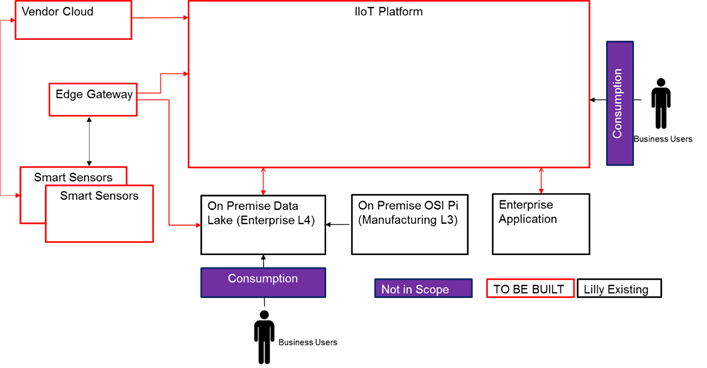 Vendor Cloud
IIoT Platform
Edge Gateway
Consumption
Business Users
Smart Sensors
Smart Sensors
On Premise Data
Lake (Enterprise L4)
On Premise OSI Pi
(Manufacturing L3)
Enterprise
Application
Consumption
Not in Scope
TO BE BUILT
Lilly Existing
Business Users